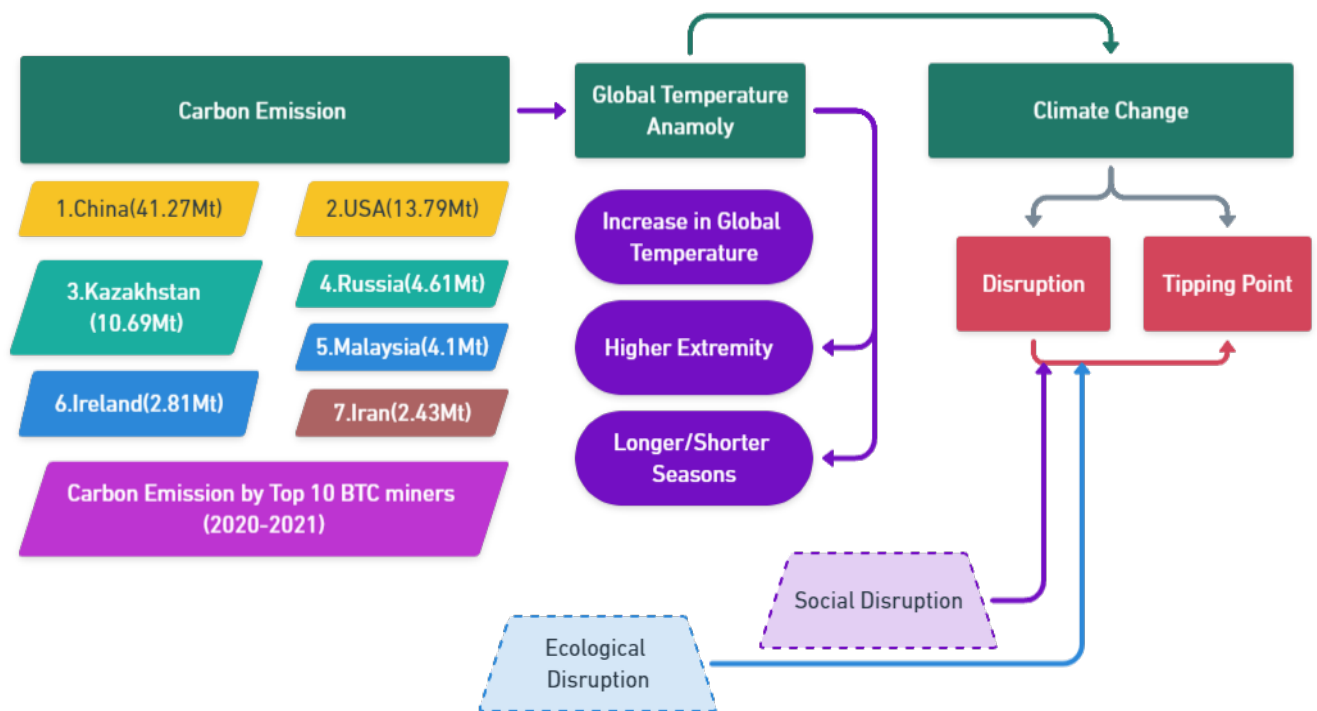 Carbon Emission
Global Temperature
Anamoly
Climate Change
1.China(41.27Mt)
2.USA(13.79Mt)
3.Kazakhstan
(10.69Mt)
4.Russia(4.61Mt)
5.Malaysia(4.1Mt)
6.Ireland(2.81Mt)
7.Iran(2.43Mt)
Carbon Emission by Top 10 BTC miners
(2020-2021)
Increase in Global
Temperature
Higher Extremity
Longer/Shorter
Seasons
Disruption
Tipping Point
Social Disruption
Ecological
Disruption